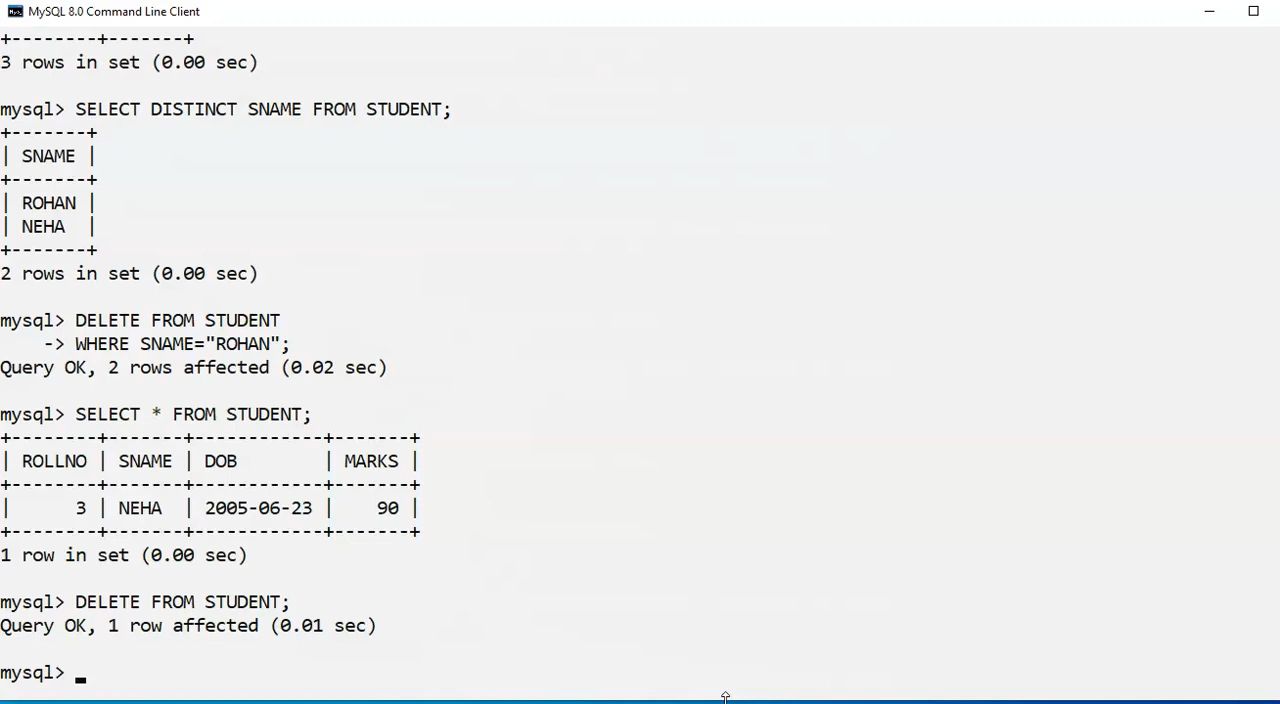 MySQL 8.0 Command Line Client
+--------+-------+
3 rows in set (0.00 sec)
mysql> SELECT DISTINCT SNAME FROM STUDENT;
+-------+
| SNAME |
+-------+
| ROHAN |
| NEHA  |
+-------+
2 rows in set (0.00 sec)
mysql> DELETE FROM STUDENT
    -> WHERE SNAME="ROHAN";
Query OK, 2 rows affected (0.02 sec)
mysql> SELECT * FROM STUDENT;
+--------+-------+------------+-------+
| ROLLNO | SNAME | DOB        | MARKS |
+--------+-------+------------+-------+
|      3 | NEHA  | 2005-06-23 |    90 |
+--------+-------+------------+-------+
1 row in set (0.00 sec)
mysql> DELETE FROM STUDENT;
Query OK, 1 row affected (0.01 sec)
mysql>